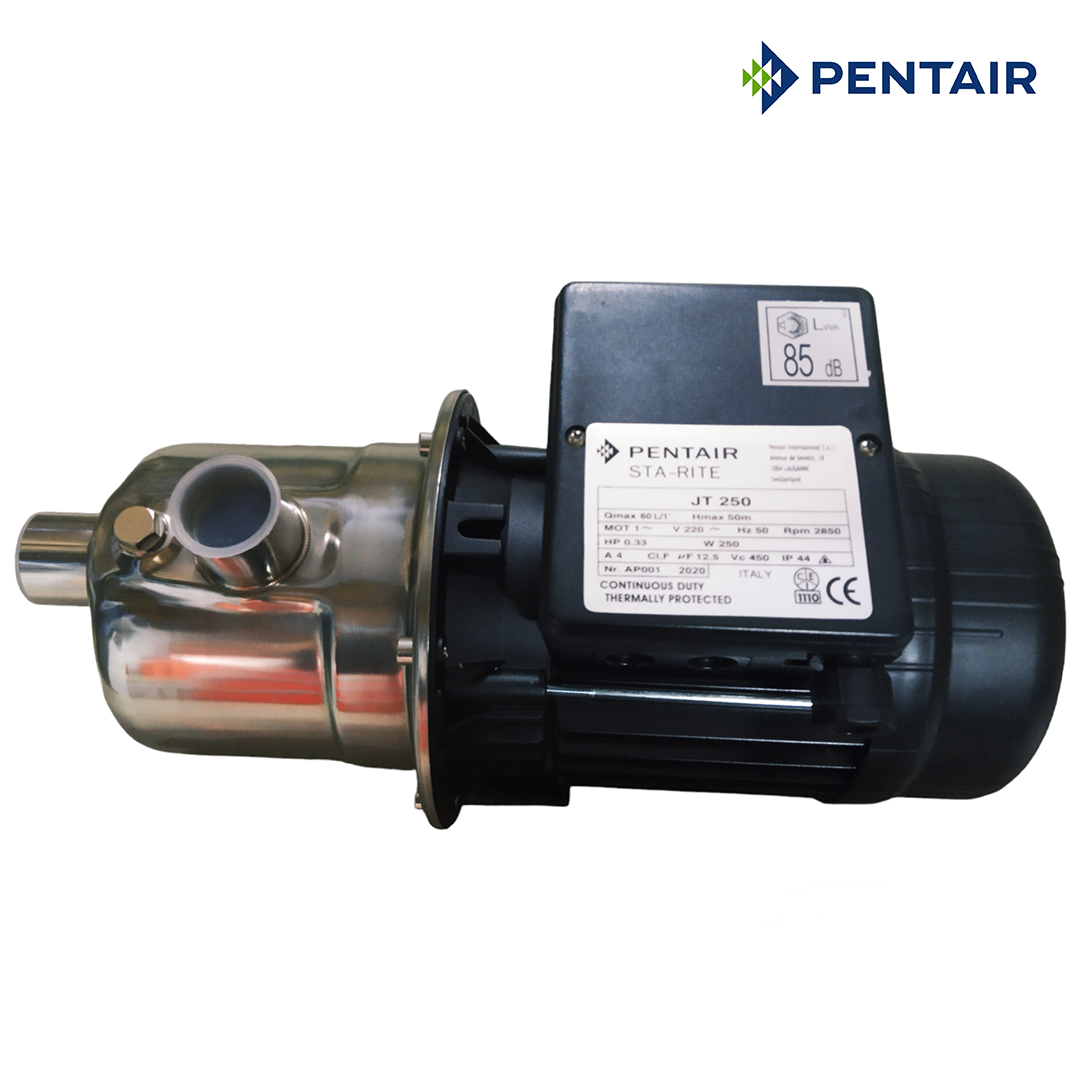 PENTAIR
LWA
85 dB
PENTAIR
STA-RITE
Pentair International S.a.r.l.
avenue de Sevelin, 18
1004 LAUSANNE
Switzerland
JT 250
Qmax 60 L/1' Hmax 50m
MOT 1~ V 220 ~ Hz 50 Rpm 2850
HP 0.33 W 250
A 4 Cl.F µF 12.5 Vc 450 IP 44
Nr. AP001 2020 ITALY
CONTINUOUS DUTY
THERMALLY PROTECTED
CEI
1110
CE